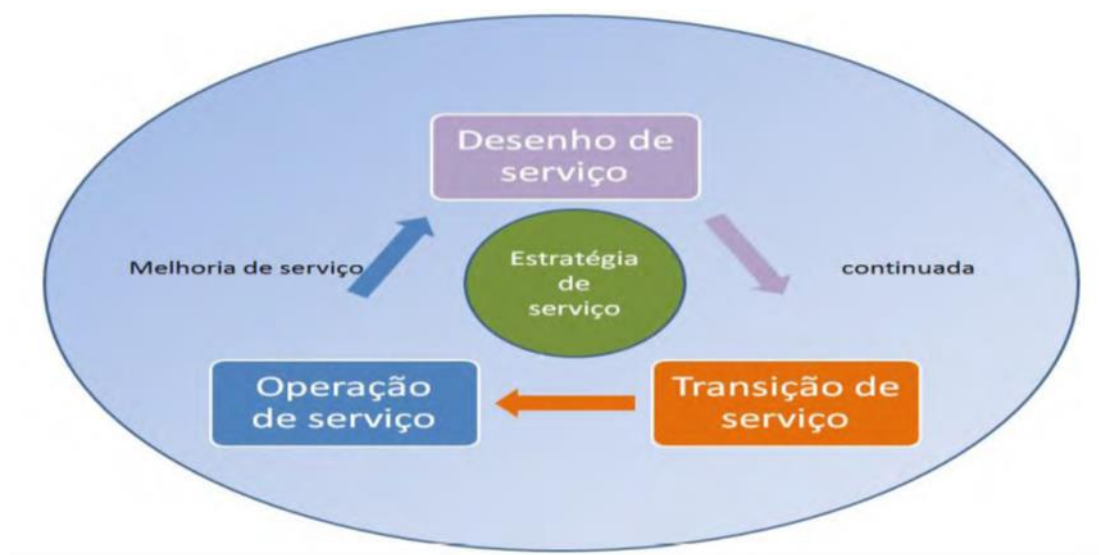 Desenho de
serviço
Melhoria de serviço
Estratégia
de
serviço
continuada
Operação
de serviço
Transição de
serviço